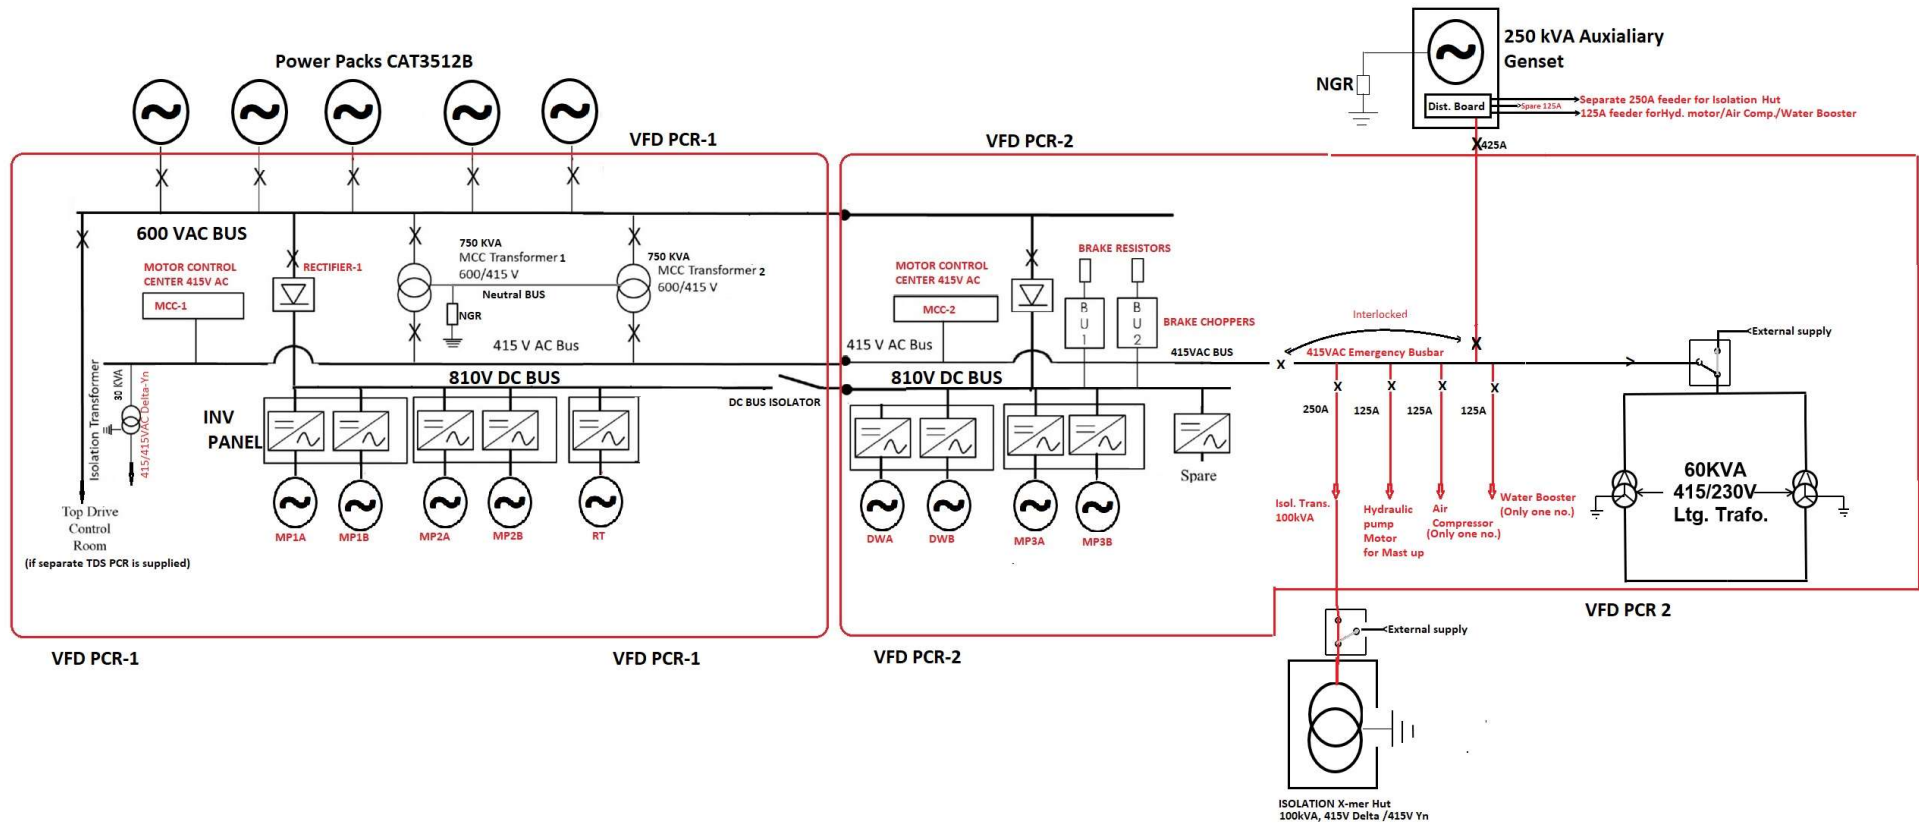 250 kVA Auxialiary
Genset
Power Packs CAT3512B
NGR
Dist. Board
Separate 250A feeder for Isolation Hut
Spare 125A
125A feeder forHyd. motor/Air Comp./Water Booster
VFD PCR-1
VFD PCR-2
425A
600 VAC BUS
MOTOR CONTROL
CENTER 415V AC
MCC-1
RECTIFIER-1
750 KVA
MCC Transformer 1
600/415 V
Neutral BUS
NGR
750 KVA
MCC Transformer 2
600/415 V
MOTOR CONTROL
CENTER 415V AC
MCC-2
BRAKE RESISTORS
B
U
1
B
U
2
BRAKE CHOPPERS
Interlocked
External supply
415 V AC Bus
415 V AC Bus
415VAC BUS
415VAC Emergency Busbar
810V DC BUS
DC BUS ISOLATOR
810V DC BUS
Isolation Transformer
30 KVA
415/415VAC Delta-Yn
INV
PANEL
250A
125A
125A
125A
Spare
60KVA
415/230V
Ltg. Trafo.
Top Drive
Control
Room
(if separate TDS PCR is supplied)
MP1A
MP1B
MP2A
MP2B
RT
DWA
DWB
MP3A
MP3B
Isol. Trans.
100kVA
Hydraulic
pump
Motor
for Mast up
Air
Compressor
(Only one no.)
Water Booster
(Only one no.)
VFD PCR 2
External supply
VFD PCR-1
VFD PCR-1
VFD PCR-2
ISOLATION X-mer Hut
100kVA, 415V Delta /415V Yn